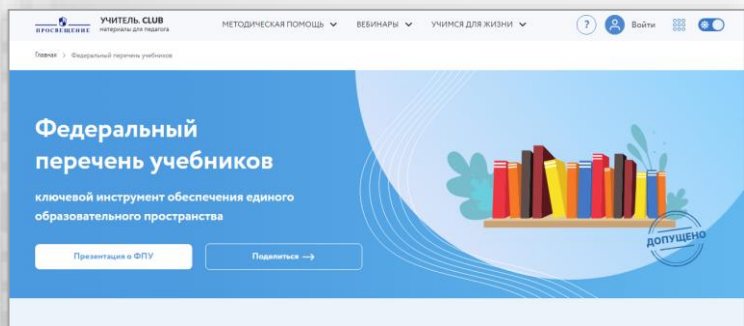 ПРОСВЕЩЕНИЕ
УЧИТЕЛЬ. CLUB
материалы для педагога
МЕТОДИЧЕСКАЯ ПОМОЩЬ
ВЕБИНАРЫ
УЧИМСЯ ДЛЯ ЖИЗНИ
?
Войти
Главная > Федеральный перечень учебников
Федеральный
перечень учебников
ключевой инструмент обеспечения единого
образовательного пространства
Презентация о ФПУ
Поделиться →
ДОПУЩЕНО